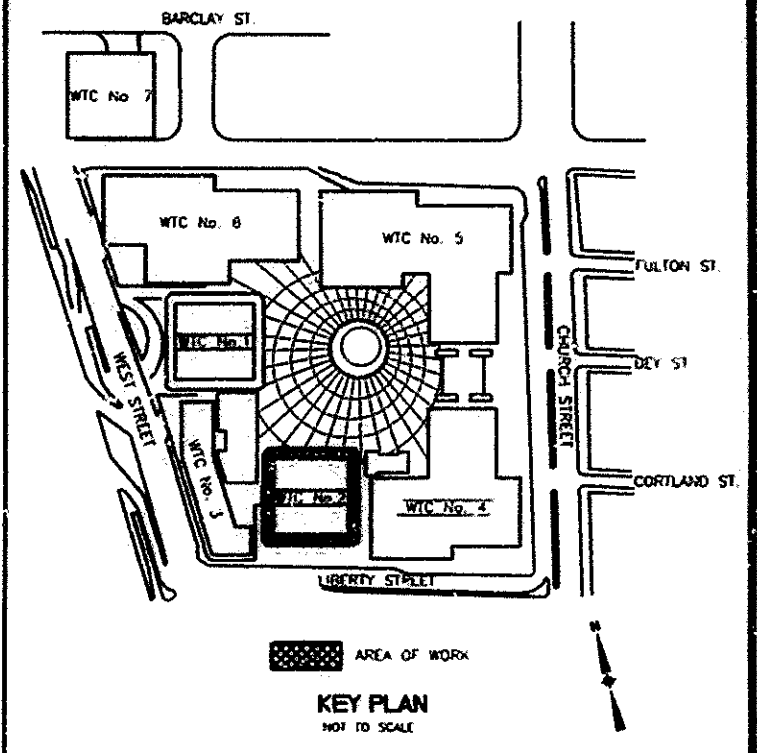 BARCLAY ST.
WTC No 7
WTC No. 6
WTC No. 5
FULTON ST.
WTC No. 1
CHURCH STREET
DEY ST
WEST STREET
WTC No. 3
CORTLAND ST.
WTC No. 2
WTC No. 4
LIBERTY STREET
N
AREA OF WORK
KEY PLAN
NOT TO SCALE